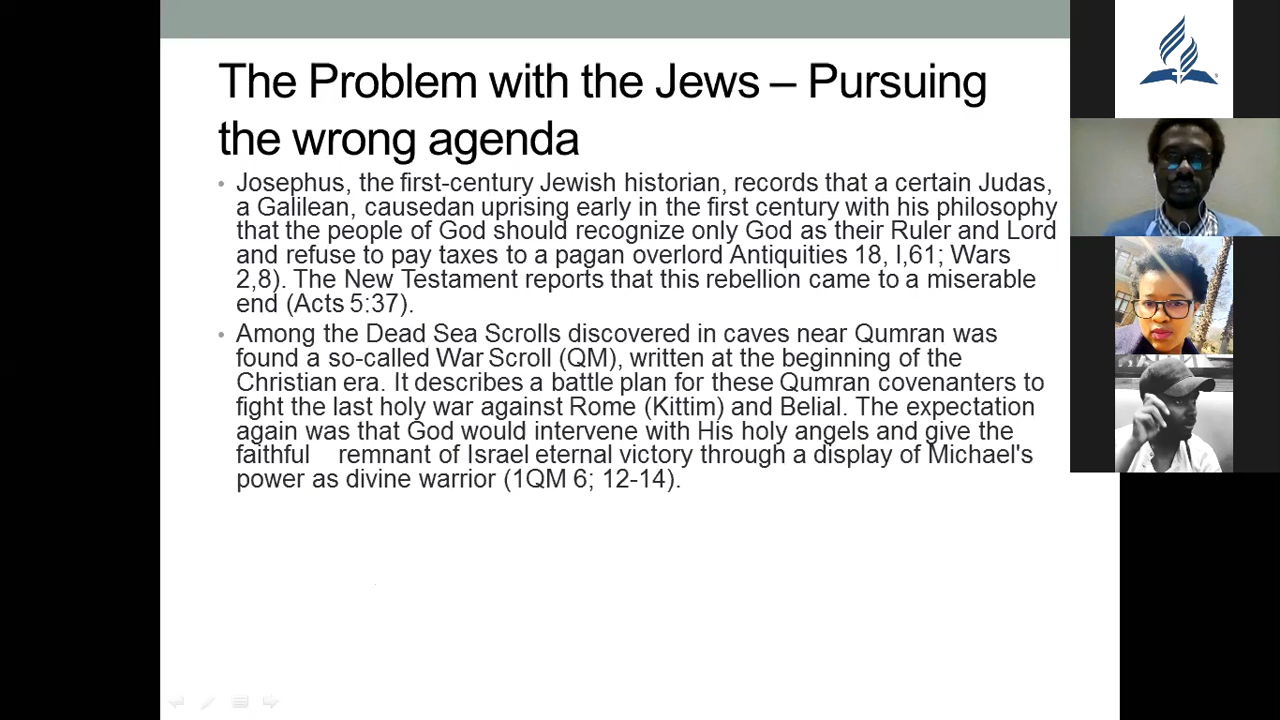 The Problem with the Jews – Pursuing
the wrong agenda
• Josephus, the first-century Jewish historian, records that a certain Judas,
a Galilean, causedan uprising early in the first century with his philosophy
that the people of God should recognize only God as their Ruler and Lord
and refuse to pay taxes to a pagan overlord Antiquities 18, I,61; Wars
2,8). The New Testament reports that this rebellion came to a miserable
end (Acts 5:37).
• Among the Dead Sea Scrolls discovered in caves near Qumran was
found a so-called War Scroll (QM), written at the beginning of the
Christian era. It describes a battle plan for these Qumran covenanters to
fight the last holy war against Rome (Kittim) and Belial. The expectation
again was that God would intervene with His holy angels and give the
faithful remnant of Israel eternal victory through a display of Michael's
power as divine warrior (1QM 6; 12-14).